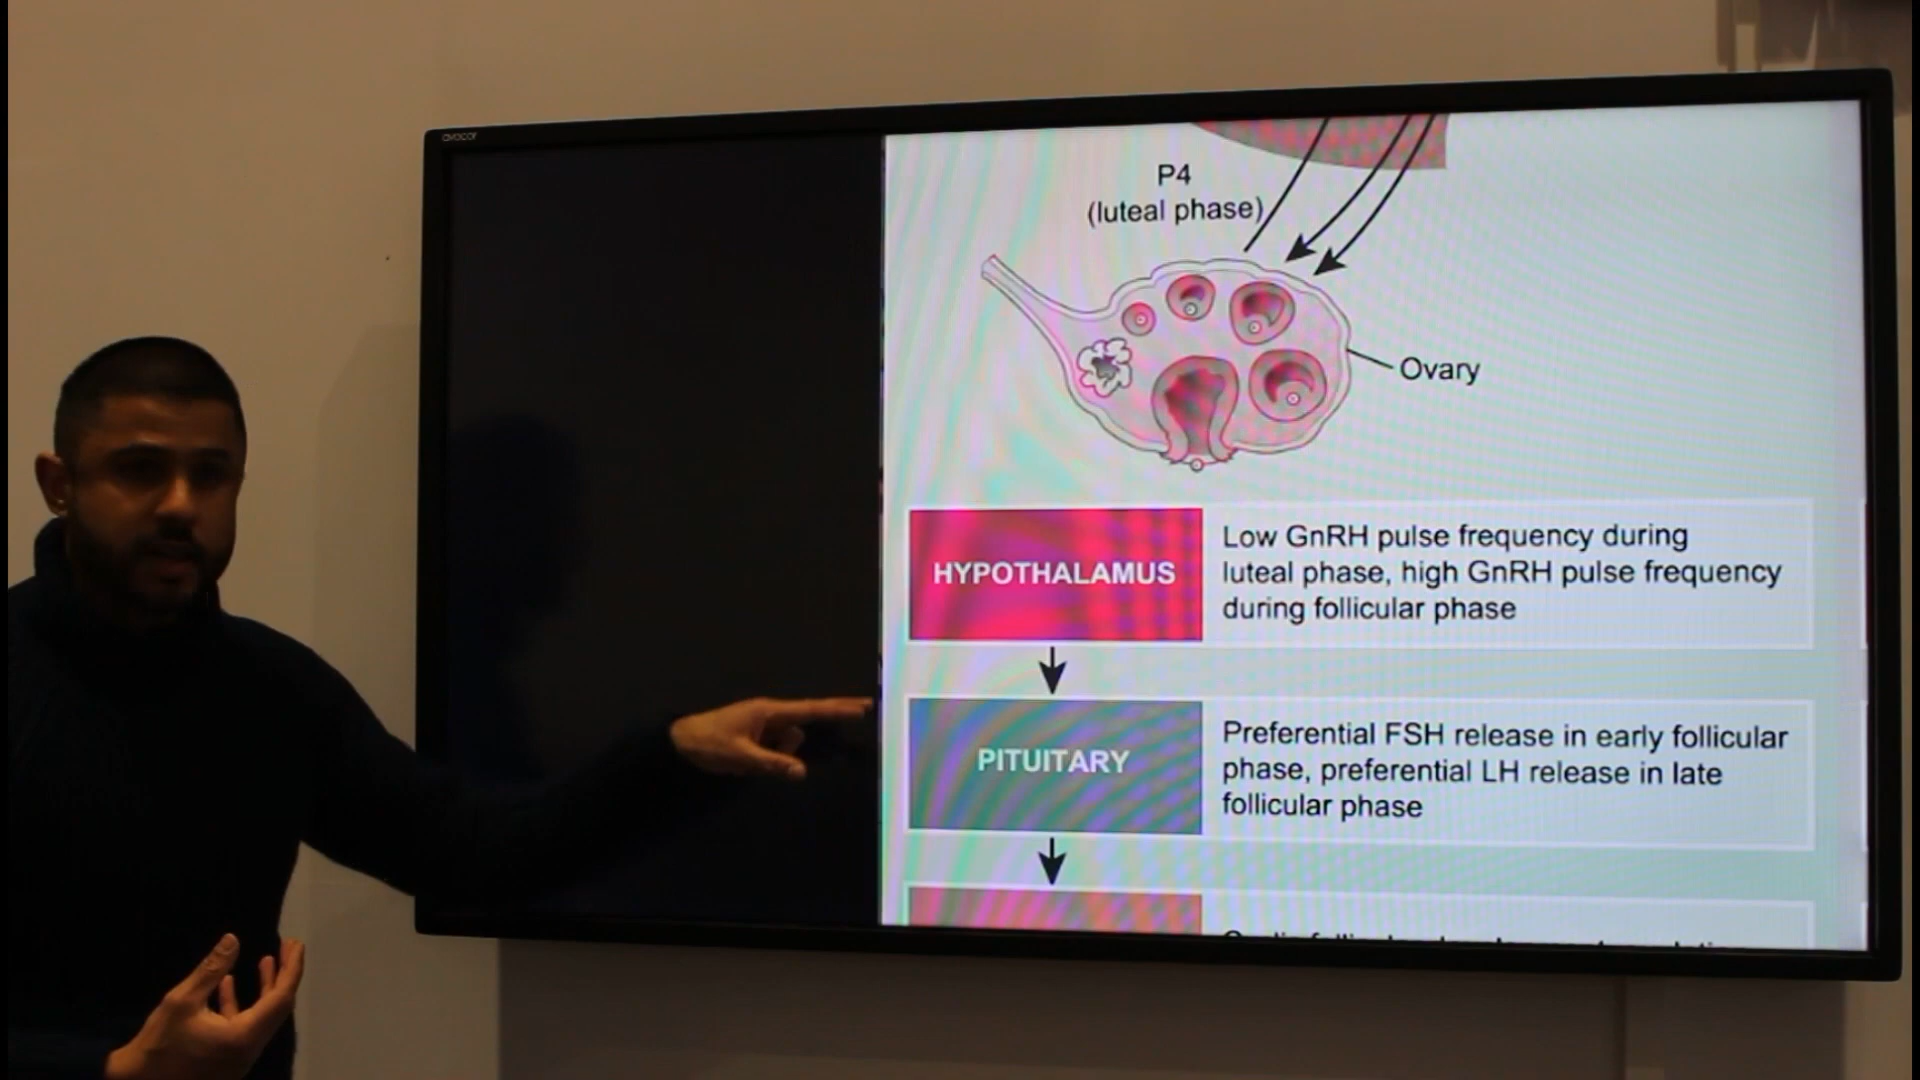 avocor
P4
(luteal phase)
Ovary
HYPOTHALAMUS
Low GnRH pulse frequency during
luteal phase, high GnRH pulse frequency
during follicular phase
PITUITARY
Preferential FSH release in early follicular
phase, preferential LH release in late
follicular phase